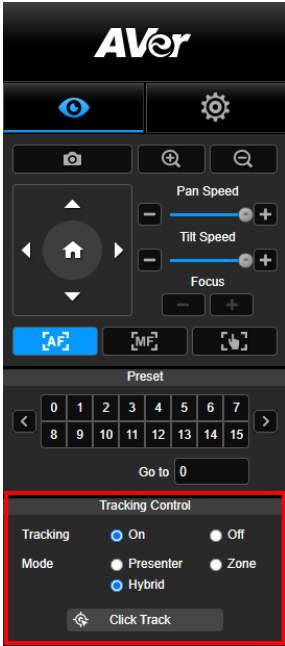 AVer
Pan Speed
Tilt Speed
Focus
[AF]
[MF]
Preset
0 1 2 3 4 5 6 7
8 9 10 11 12 13 14 15
Go to 0
Tracking Control
Tracking On Off
Mode Presenter Zone
Hybrid
Click Track